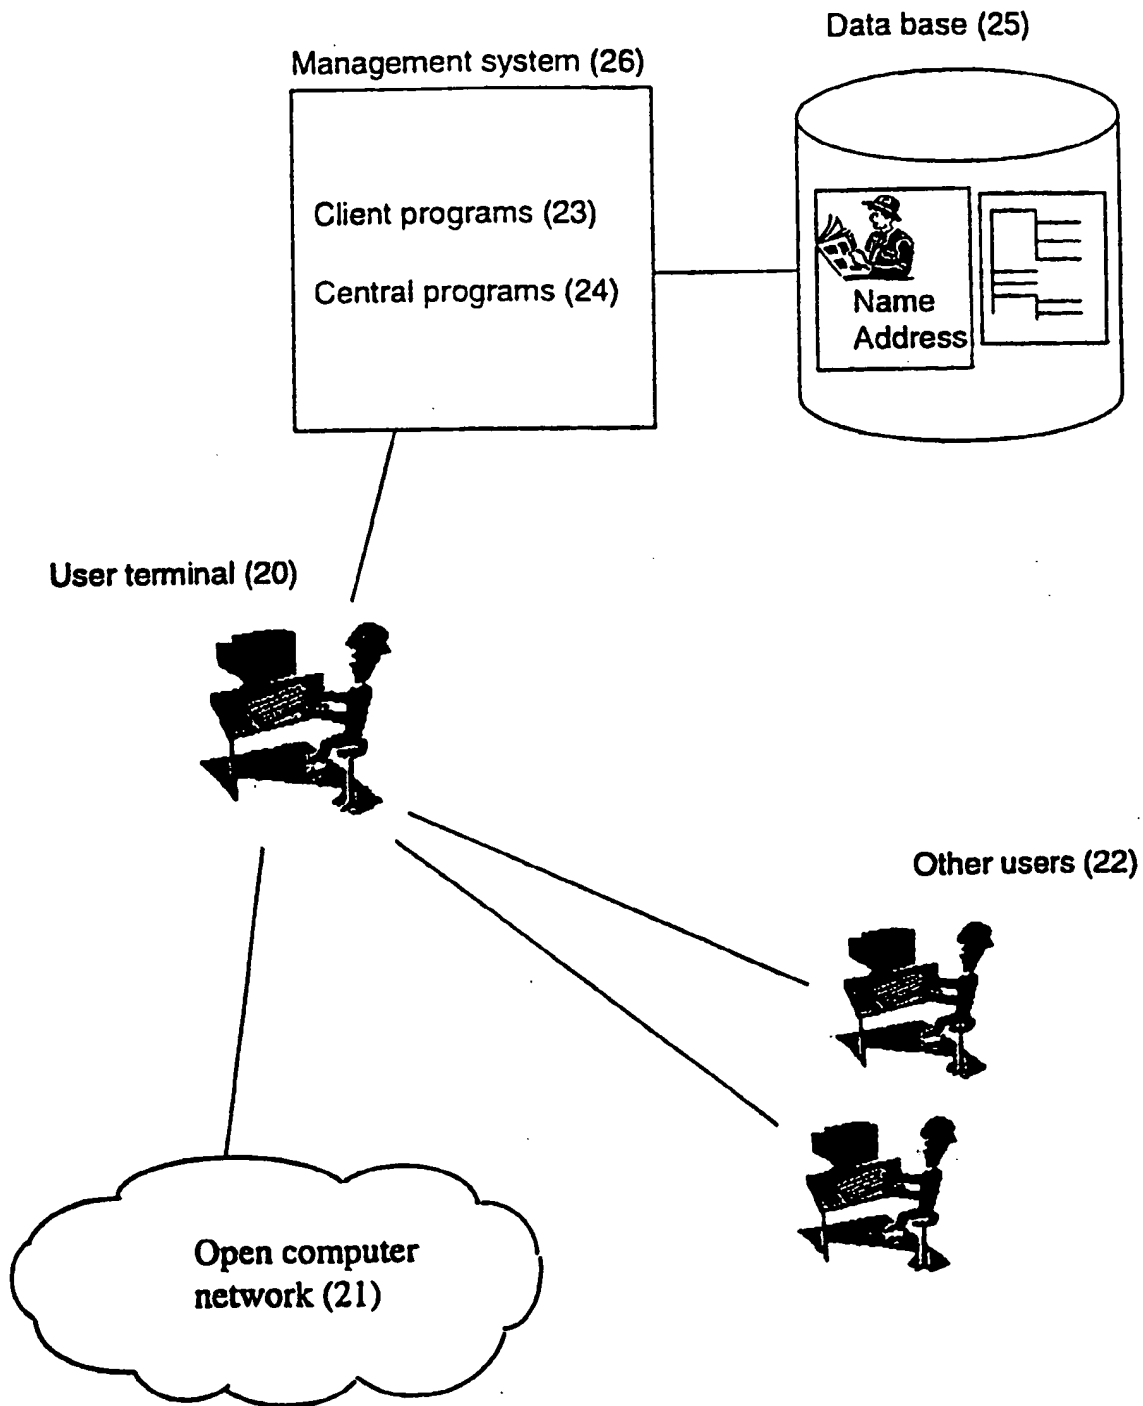 Data base (25)
Management system (26)
Client programs (23)
Central programs (24)
Name
Address
User terminal (20)
Other users (22)
Open computer
network (21)